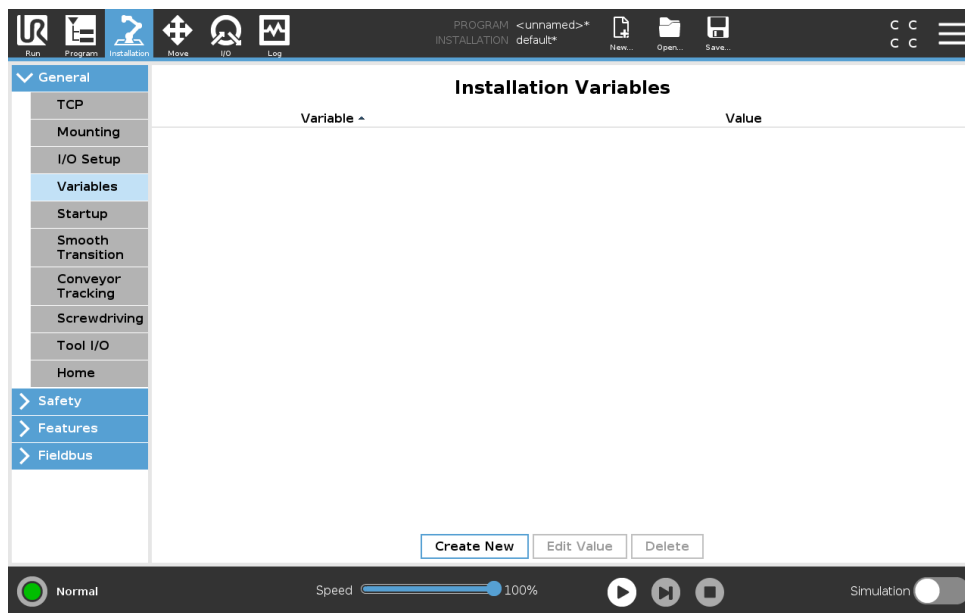 UR
Run
Program
Installation
Move
I/O
Log
PROGRAM <unnamed>*
INSTALLATION default*
New...
Open...
Save...
C C
C C
General
TCP
Mounting
I/O Setup
Variables
Startup
Smooth
Transition
Conveyor
Tracking
Screwdriving
Tool I/O
Home
Safety
Features
Fieldbus
Installation Variables
Variable
Value
Create New
Edit Value
Delete
Normal
Speed
100%
Simulation